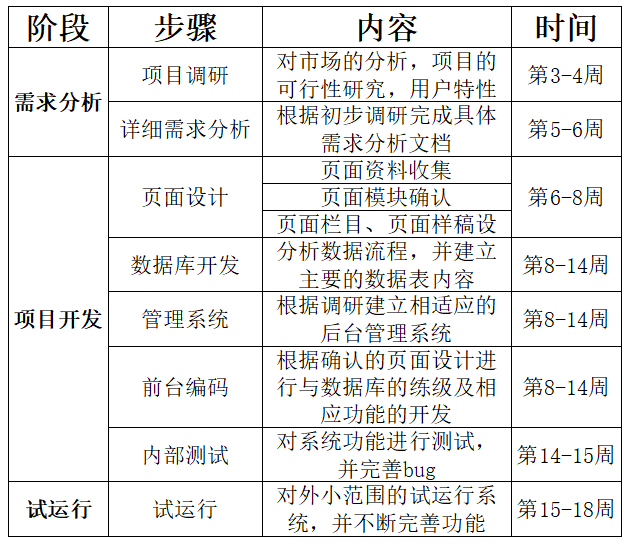 阶段 步骤 内容 时间
需求分析 项目调研 对市场的分析，项目的
可行性研究，用户特性 第3-4周
详细需求分析 根据初步调研完成具体
需求分析文档 第5-6周
项目开发 页面设计 页面资料收集
页面模块确认 第6-8周
页面栏目、页面样稿设
数据库开发 分析数据流程，并建立
主要的数据表内容 第8-14周
管理系统 根据调研建立相适应的
后台管理系统 第8-14周
前台编码 根据确认的页面设计进
行与数据库的练级及相
应功能的开发 第8-14周
内部测试 对系统功能进行测试，
并完善bug 第14-15周
试运行 试运行 对外小范围的试运行系
统，并不断完善功能 第15-18周